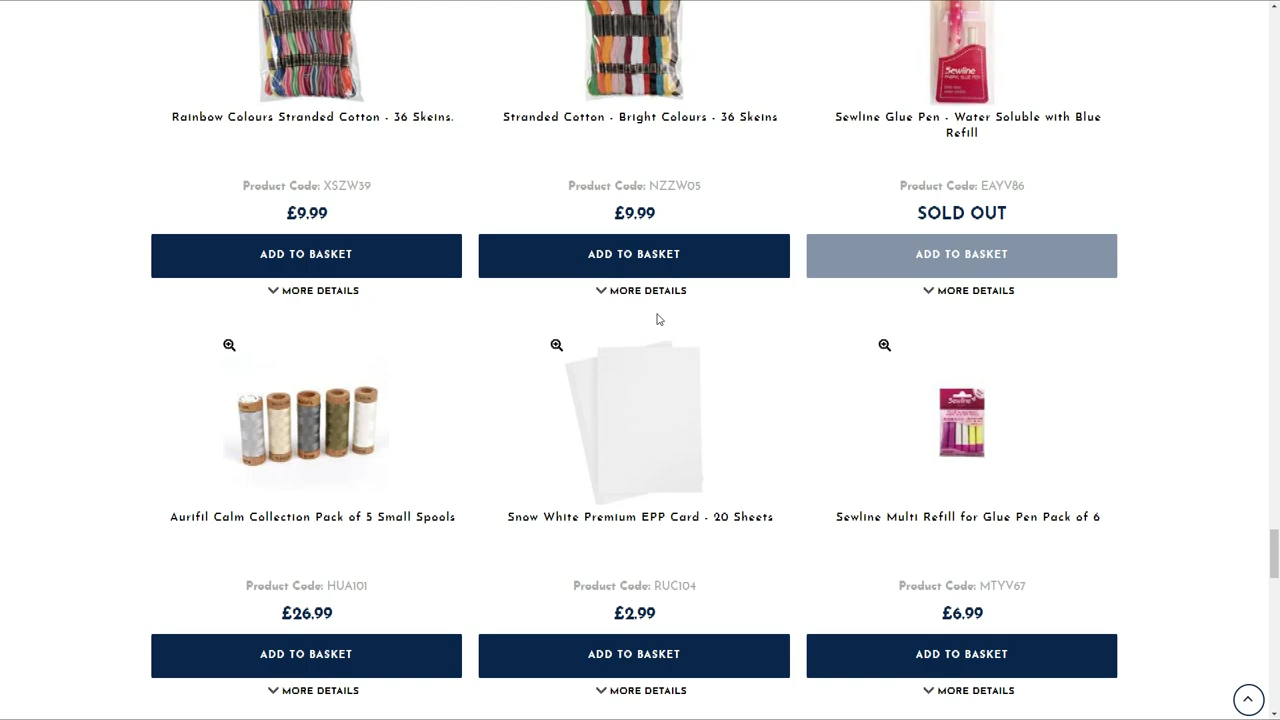 Sewline
FABRIC GLUE PEN
Rainbow Colours Stranded Cotton - 36 Skeins.
Stranded Cotton - Bright Colours - 36 Skeins
Sewline Glue Pen - Water Soluble with Blue
Refill
Product Code: XSZW39
Product Code: NZZW05
Product Code: EAYV86
£9.99
£9.99
SOLD OUT
ADD TO BASKET
ADD TO BASKET
ADD TO BASKET
MORE DETAILS
MORE DETAILS
MORE DETAILS
Sewline
Aurifil Calm Collection Pack of 5 Small Spools
Snow White Premium EPP Card - 20 Sheets
Sewline Multi Refill for Glue Pen Pack of 6
Product Code: HUA101
Product Code: RUC104
Product Code: MTYV67
£26.99
£2.99
£6.99
ADD TO BASKET
ADD TO BASKET
ADD TO BASKET
MORE DETAILS
MORE DETAILS
MORE DETAILS